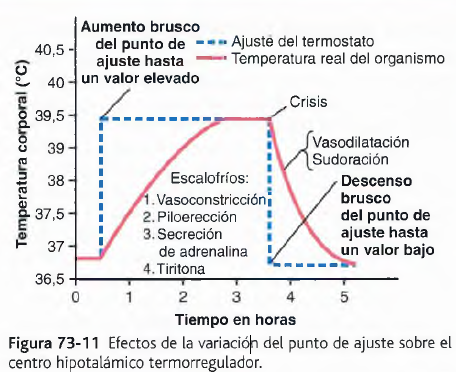 Aumento brusco
del punto de
ajuste hasta
un valor elevado
Ajuste del termostato
Temperatura real del organismo
Crisis
Vasodilatación
Sudoración
Escalofríos:
1. Vasoconstricción
2. Piloerección
3. Secreción
de adrenalina
4. Tiritona
Descenso
brusco
del punto de
ajuste hasta
un valor bajo
Temperatura corporal (°C)
40,5
40
39,5
39
38
37,5
37
36,5
0
1
2
3
4
5
Tiempo en horas
Figura 73-11 Efectos de la variación del punto de ajuste sobre el
centro hipotalámico termorregulador.